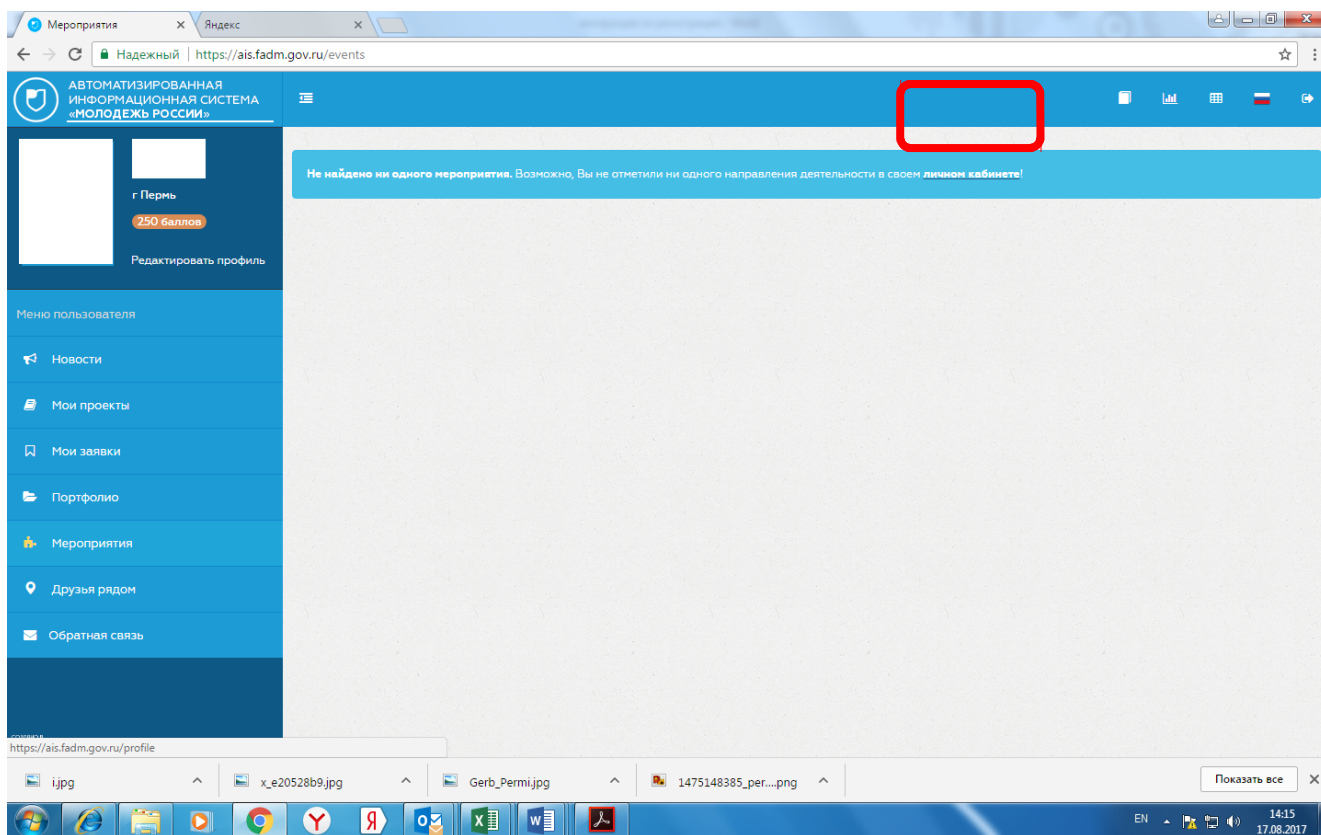 Мероприятия
Яндекс
Надежный | https://ais.fadm.gov.ru/events
АВТОМАТИЗИРОВАННАЯ
ИНФОРМАЦИОННАЯ СИСТЕМА
«МОЛОДЕЖЬ РОССИИ»
Не найдено ни одного мероприятия. Возможно, Вы не отметили ни одного направления деятельности в своем личном кабинете!
г Пермь
250 баллов
Редактировать профиль
Меню пользователя
Новости
Мои проекты
Мои заявки
Портфолио
Мероприятия
Друзья рядом
Обратная связь
https://ais.fadm.gov.ru/profile
i.jpg
x_e20528b9.jpg
Gerb_Permi.jpg
1475148385_per....png
Показать все
EN
14:15
17.08.2017